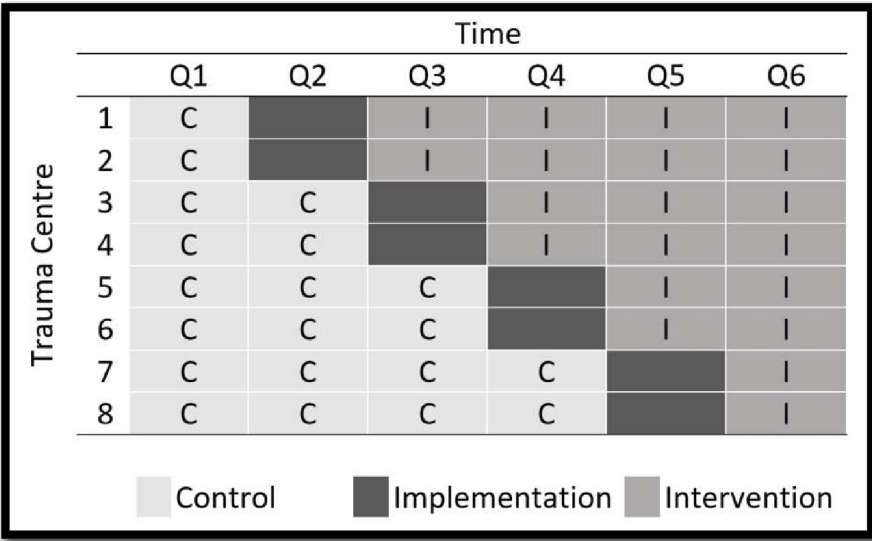 Time
Q1 Q2 Q3 Q4 Q5 Q6
Trauma Centre
1 C I I I I
2 C I I I I
3 C C I I I
4 C C I I I
5 C C C I I
6 C C C I I
7 C C C C I
8 C C C C I
Control Implementation Intervention